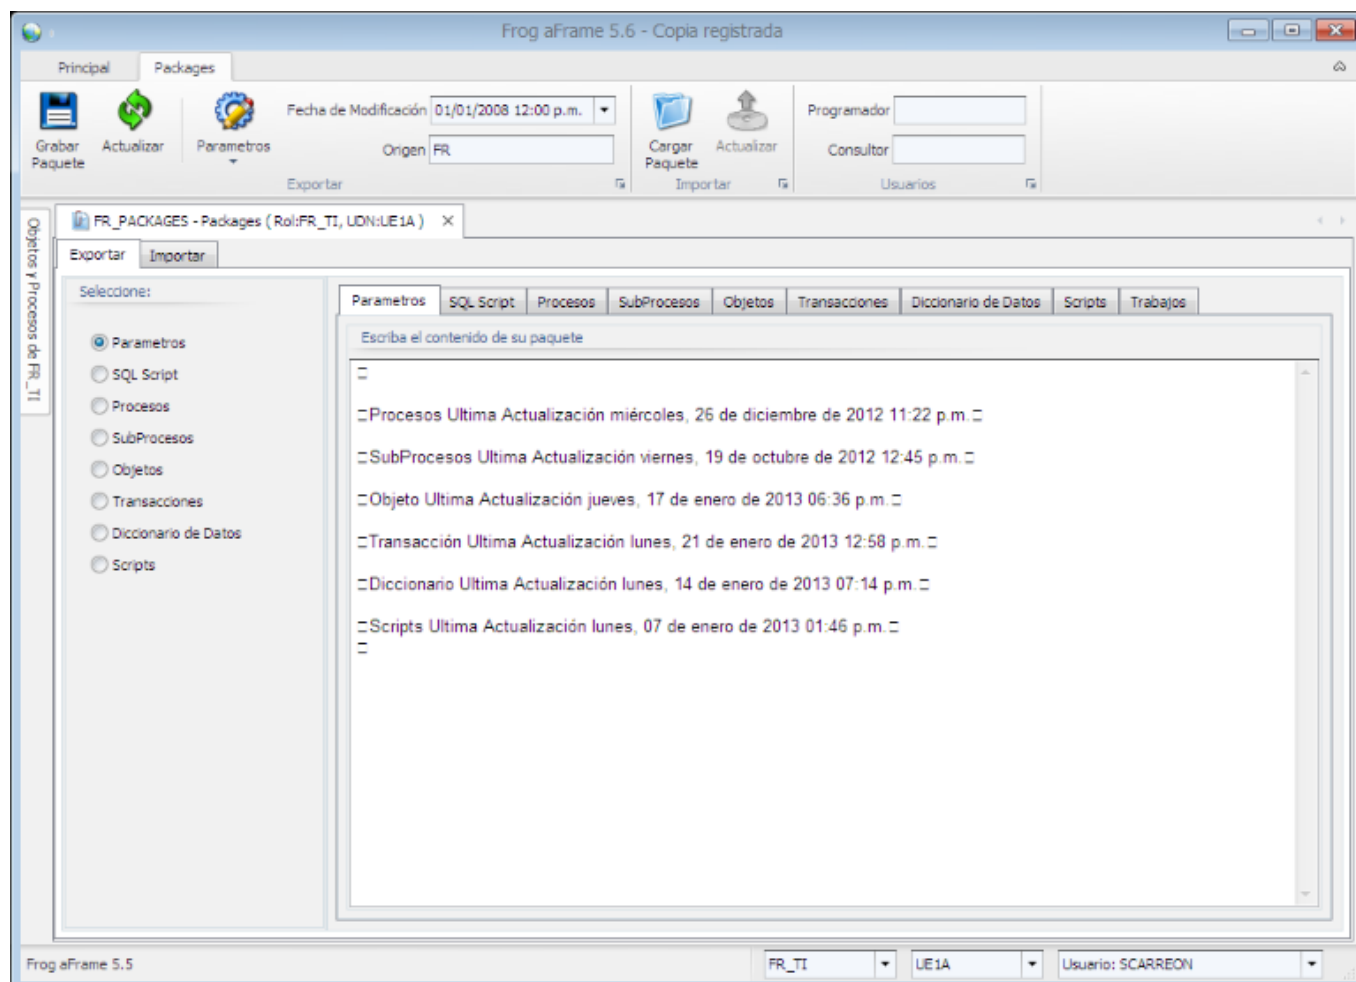 Frog aFrame 5.6 - Copia registrada
Principal Packages
Grabar Paquete
Actualizar
Parametros
Fecha de Modificación 01/01/2008 12:00 p.m.
Origen FR
Exportar
Cargar Paquete
Actualizar
Importar
Programador
Consultor
Usuarios
Objetos y Procesos de FR_TI
FR_PACKAGES - Packages ( Rol:FR_TI, UDN:UE1A )
Exportar Importar
Seleccione:
Parametros
SQL Script
Procesos
SubProcesos
Objetos
Transacciones
Diccionario de Datos
Scripts
Parametros SQL Script Procesos SubProcesos Objetos Transacciones Diccionario de Datos Scripts Trabajos
Escriba el contenido de su paquete
Procesos Ultima Actualización miércoles, 26 de diciembre de 2012 11:22 p.m.
SubProcesos Ultima Actualización viernes, 19 de octubre de 2012 12:45 p.m.
Objeto Ultima Actualización jueves, 17 de enero de 2013 06:36 p.m.
Transacción Ultima Actualización lunes, 21 de enero de 2013 12:58 p.m.
Diccionario Ultima Actualización lunes, 14 de enero de 2013 07:14 p.m.
Scripts Ultima Actualización lunes, 07 de enero de 2013 01:46 p.m.
Frog aFrame 5.5
FR_TI
UE1A
Usuario: SCARREON